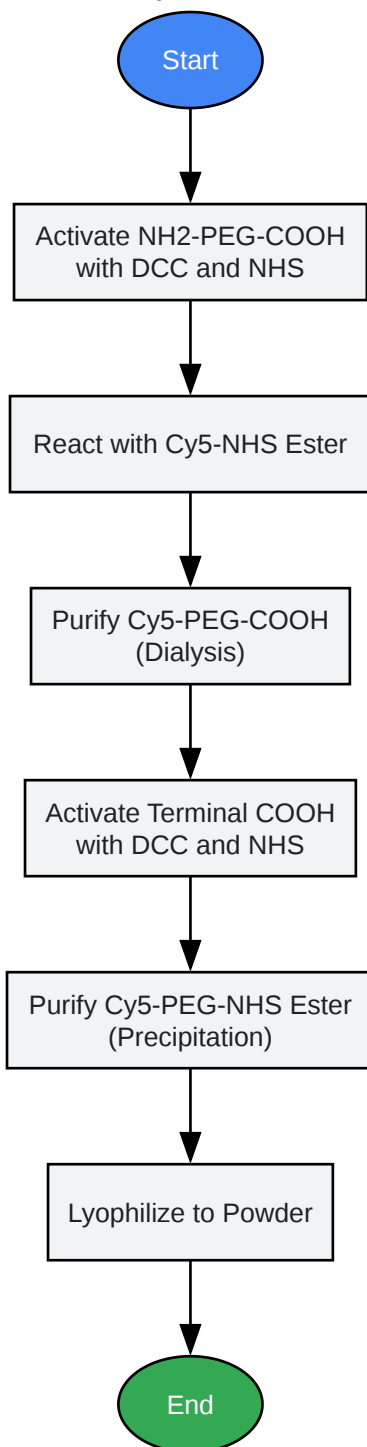 Start
Activate NH2-PEG-COOH
with DCC and NHS
React with Cy5-NHS Ester
Purify Cy5-PEG-COOH
(Dialysis)
Activate Terminal COOH
with DCC and NHS
Purify Cy5-PEG-NHS Ester
(Precipitation)
Lyophilize to Powder
End